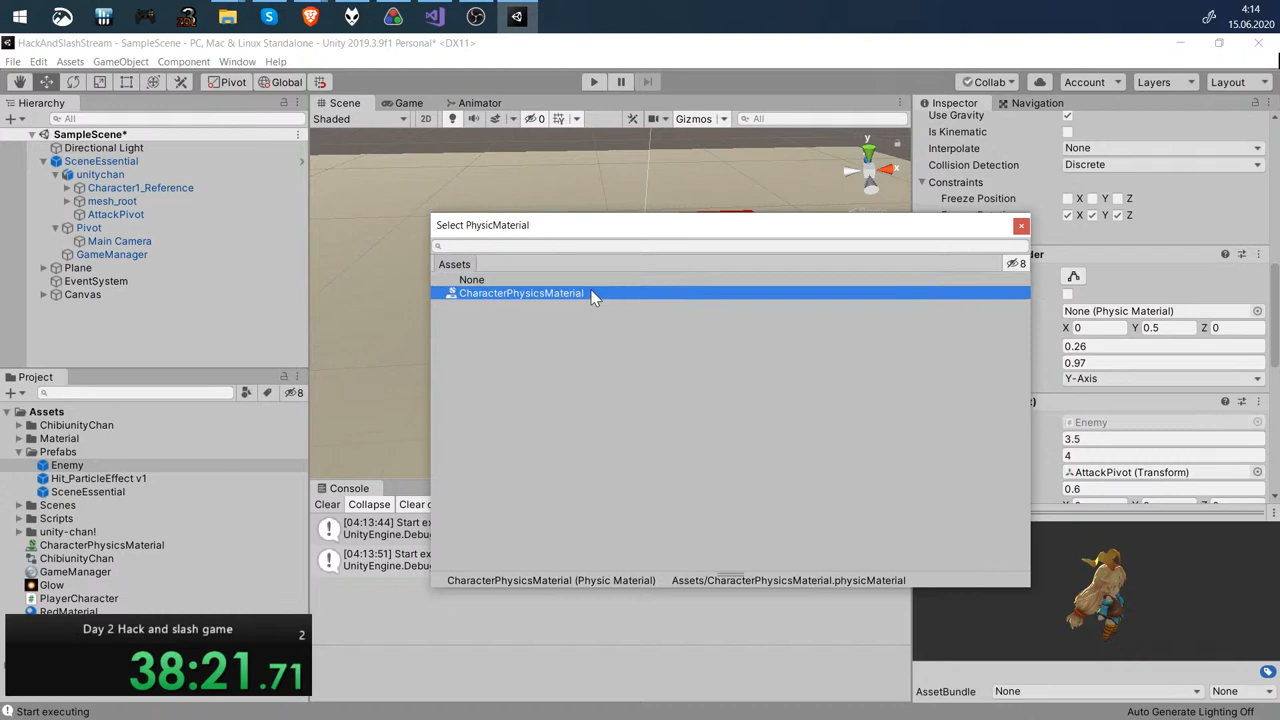 4:14
15.06.2020
HackAndSlashStream - SampleScene - PC, Mac & Linux Standalone - Unity 2019.3.9f1 Personal* <DX11>
File Edit Assets GameObject Component Window Help
Pivot Global Collab Account Layers Layout
Hierarchy
All
SampleScene*
Directional Light
SceneEssential
unitychan
Character1_Reference
mesh_root
AttackPivot
Pivot
Main Camera
GameManager
Plane
EventSystem
Canvas
Scene Game Animator
Shaded 2D 0 Gizmos All
y
x
Select PhysicMaterial
Assets 8
None
CharacterPhysicsMaterial
CharacterPhysicsMaterial (Physic Material) Assets/CharacterPhysicsMaterial.physicMaterial
Inspector Navigation
Use Gravity
Is Kinematic
Interpolate None
Collision Detection Discrete
Constraints
Freeze Position X Y Z
X Y Z
None (Physic Material)
X 0 Y 0.5 Z 0
0.26
0.97
Y-Axis
Enemy
3.5
4
AttackPivot (Transform)
0.6
AssetBundle None None
Project
8
Assets
ChibiunityChan
Material
Prefabs
Enemy
Hit_ParticleEffect v1
SceneEssential
Scenes
Scripts
unity-chan!
CharacterPhysicsMaterial
ChibiunityChan
GameManager
Glow
PlayerCharacter
RedMaterial
Console
Clear Collapse Clear o
[04:13:44] Start ex
UnityEngine.Debug
[04:13:51] Start ex
UnityEngine.Debug
Day 2 Hack and slash game 2
38:21.71
Start executing
Auto Generate Lighting Off